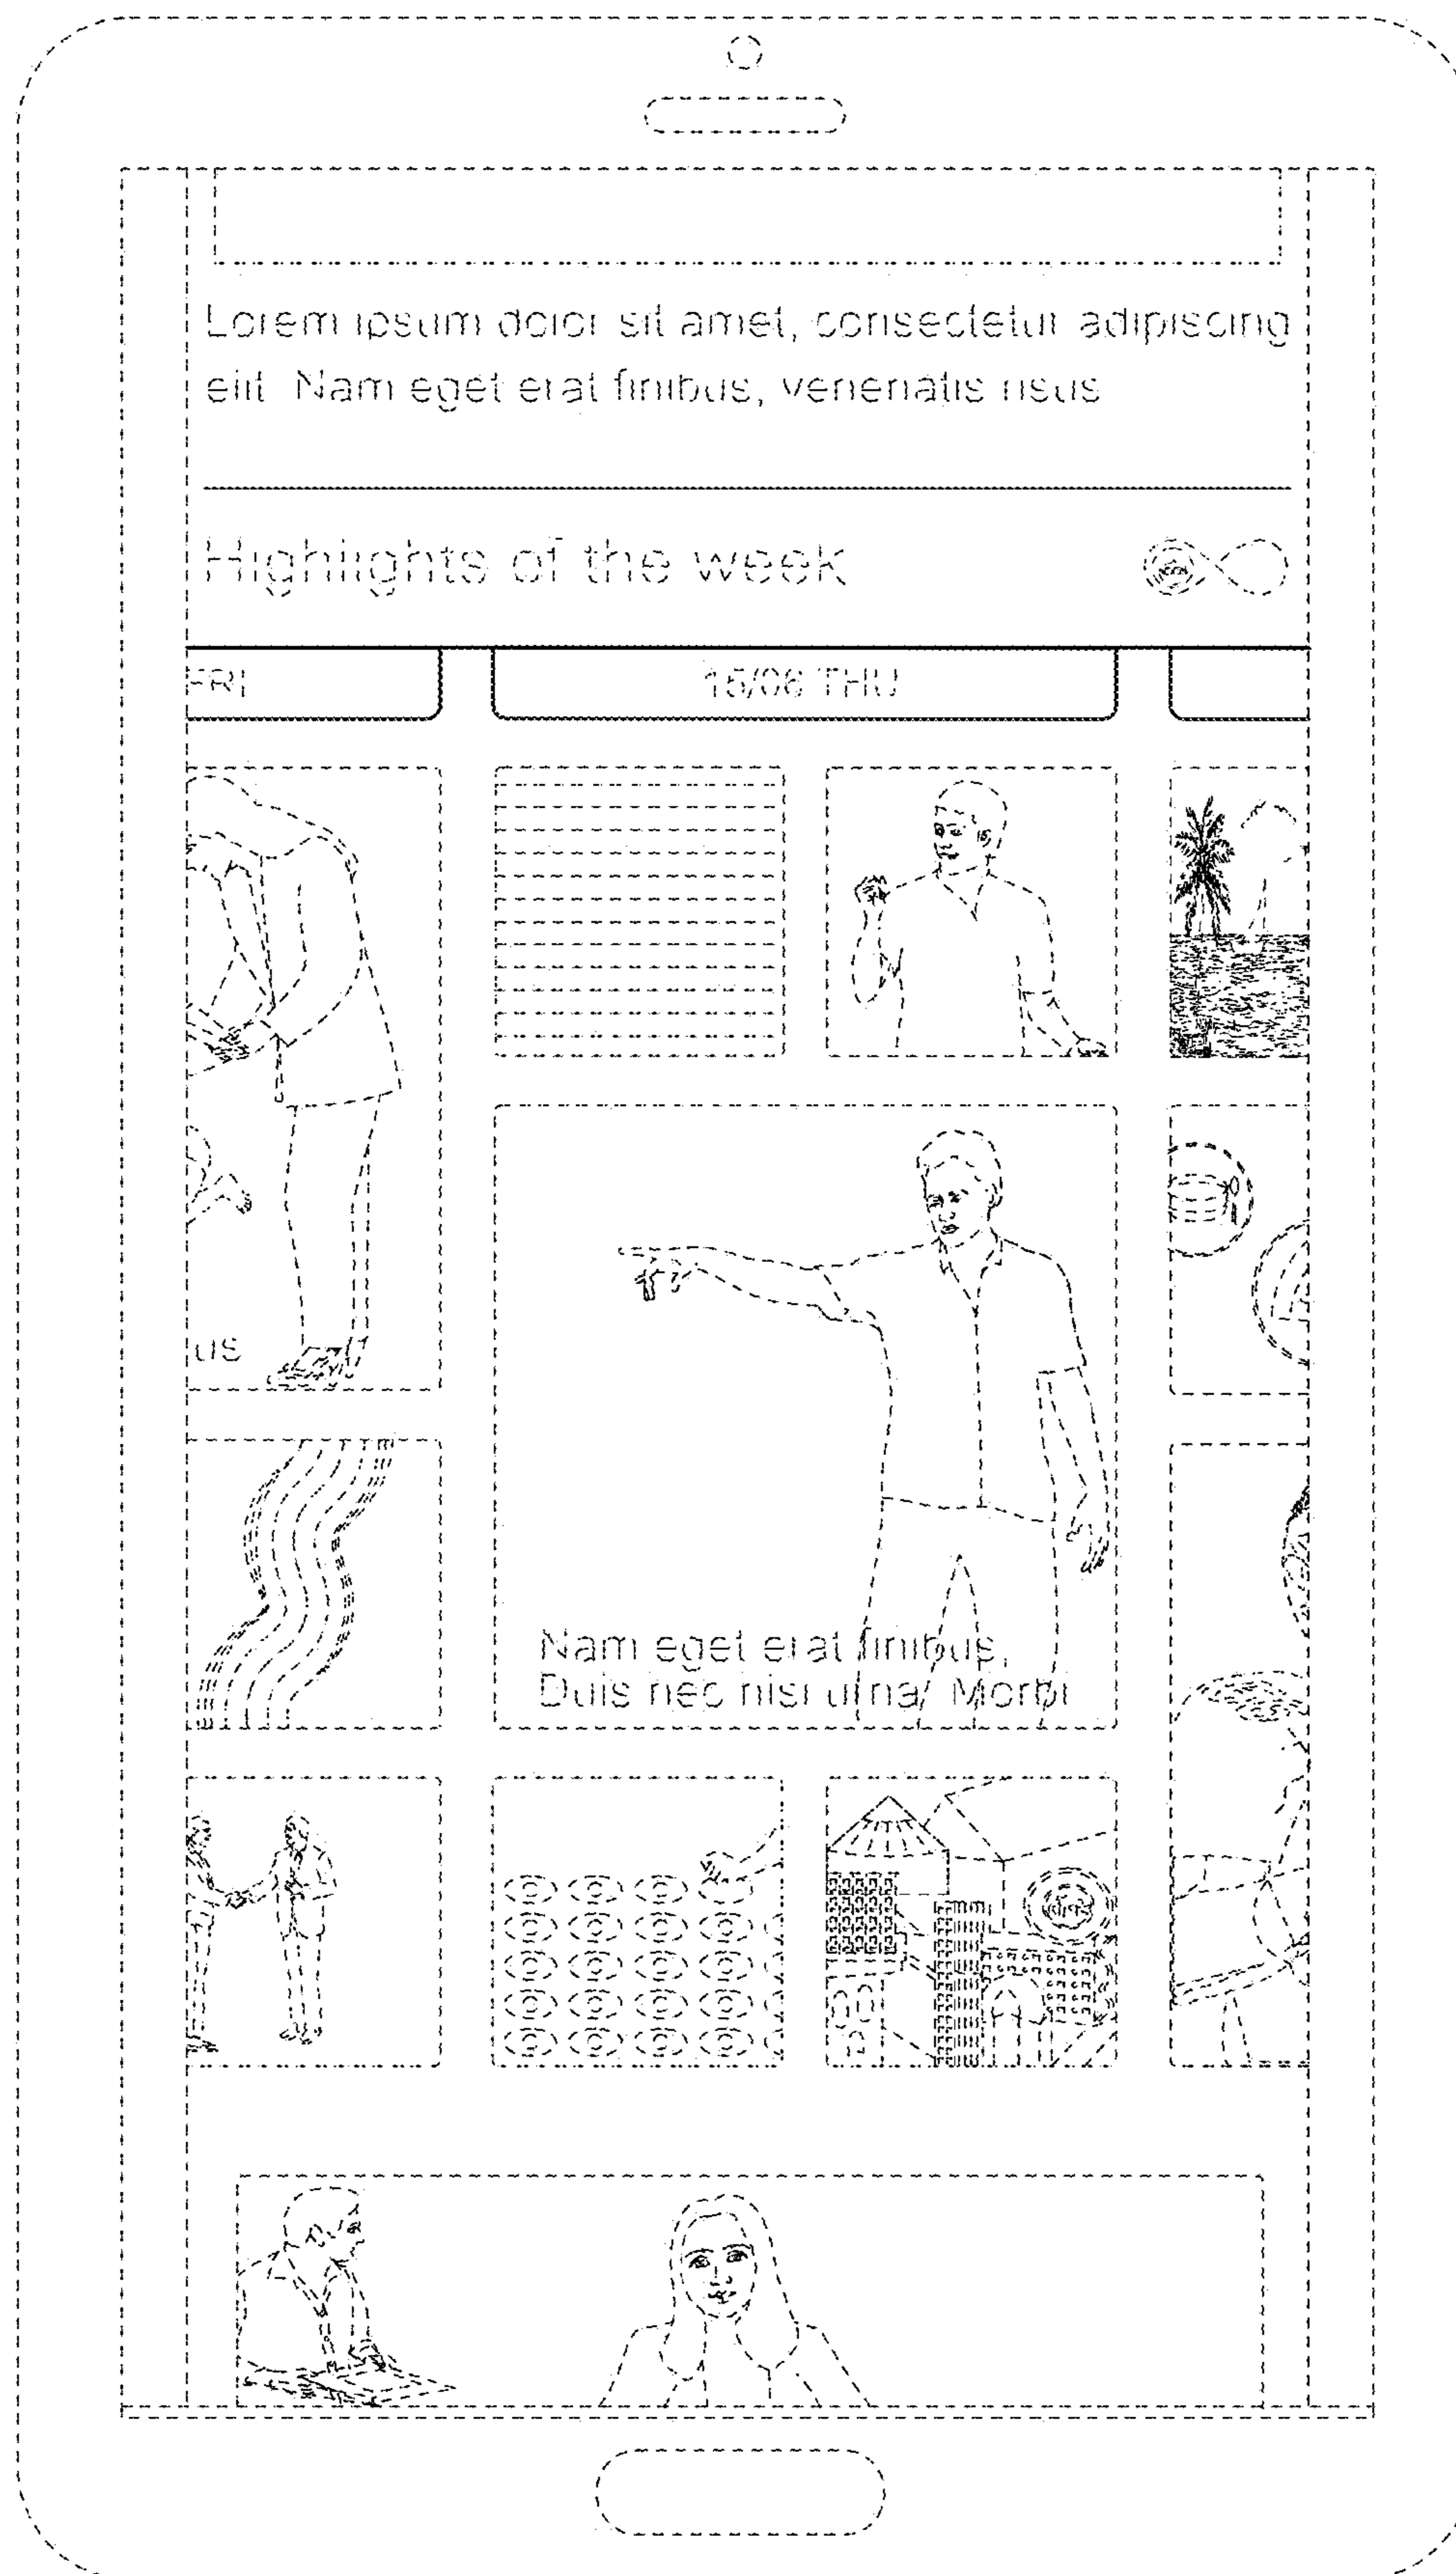 Lorem ipsum dolor sit amet, consectetur adipiscing
elit. Nam eget erat finibus, venenatis risus
Highlights of the week
FRI
15/06 THU
us
Nam eget erat finibus,
Duis nec nisi urna/ Morbi